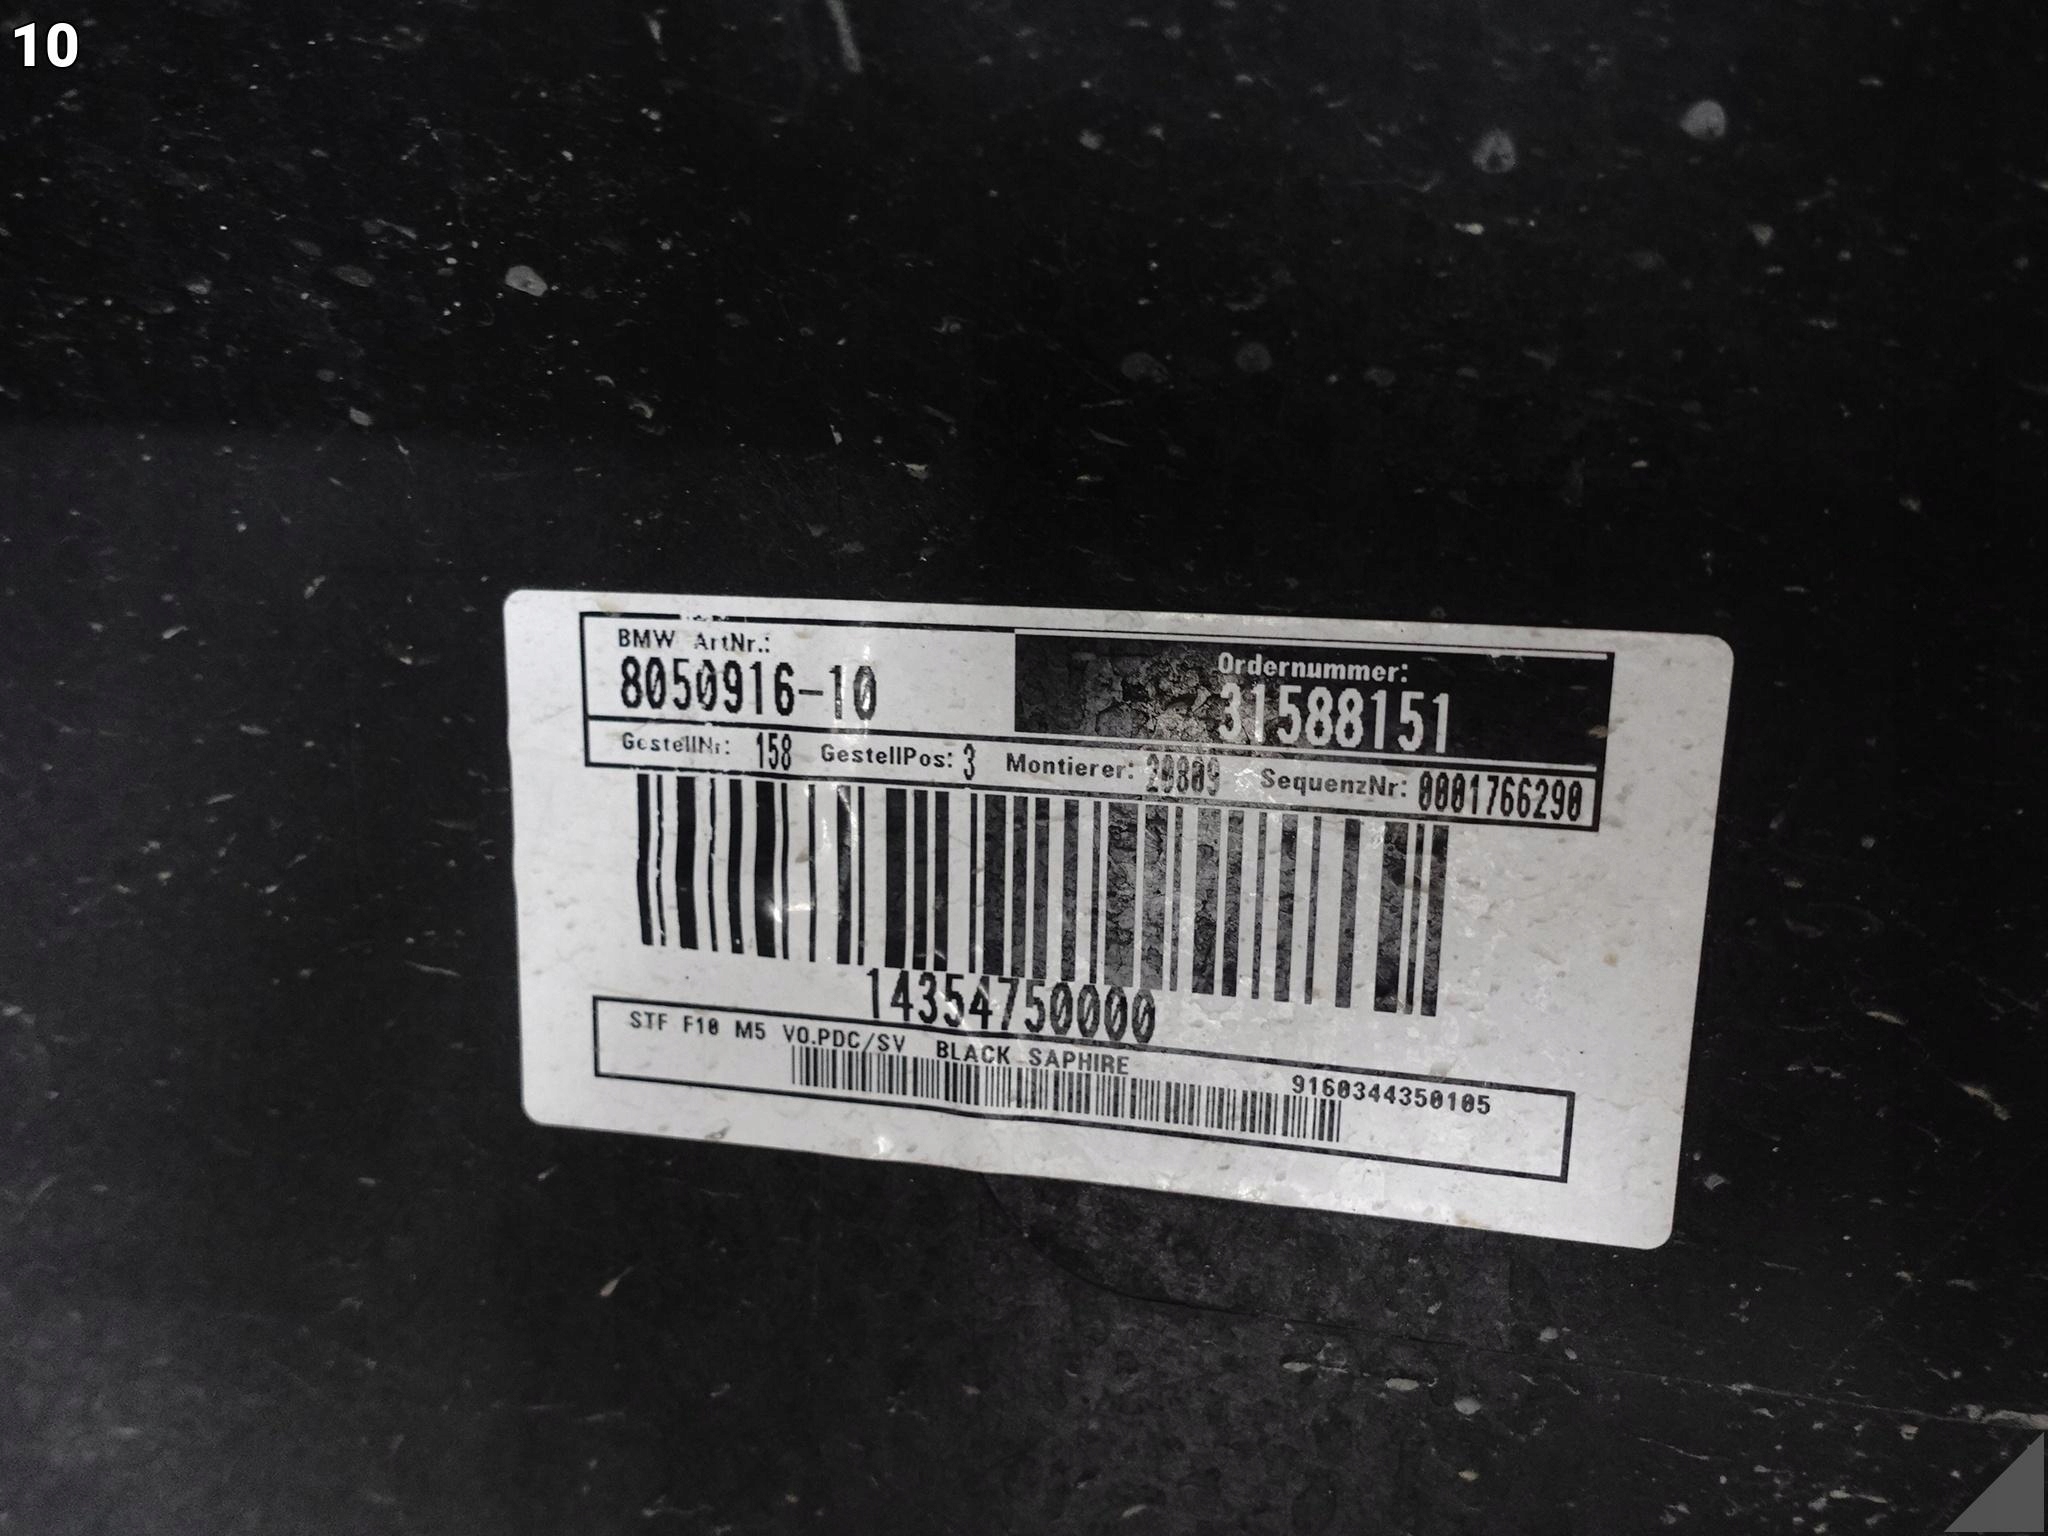 10
BMW ArtNr.:
8050916-10
Ordernummer:
31588151
GestellNr: 158 GestellPos: 3 Montierer: 20809 SequenzNr: 0001766290
14354750000
STF F10 M5 VO.PDC/SV BLACK SAPHIRE
9160344350105